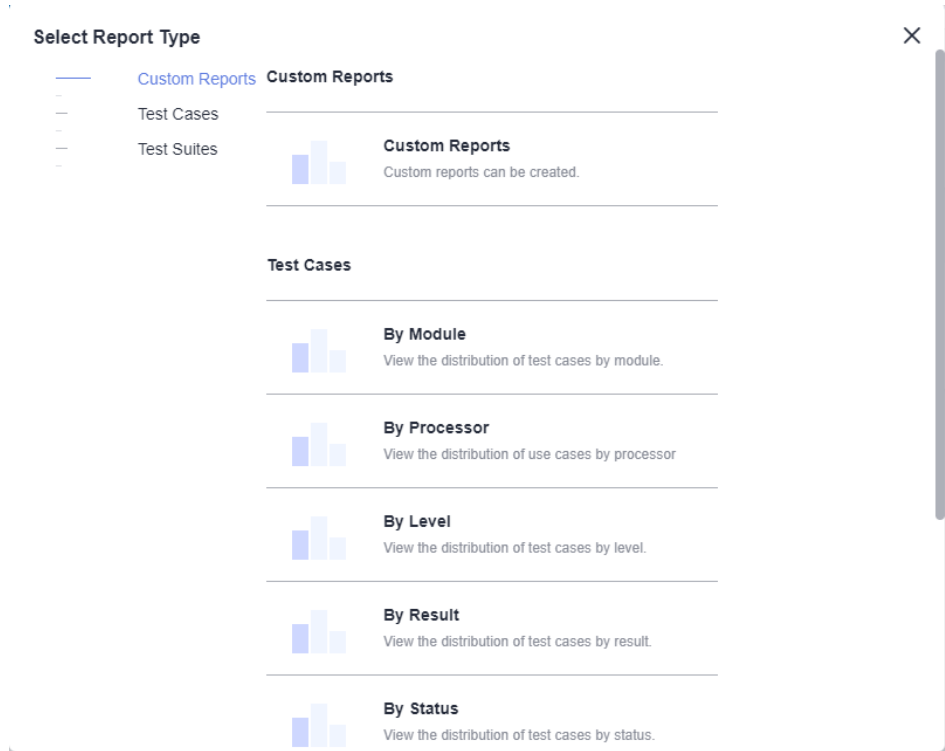 Select Report Type
Custom Reports
Test Cases
Test Suites
Custom Reports
Custom Reports
Custom reports can be created.
Test Cases
By Module
View the distribution of test cases by module.
By Processor
View the distribution of use cases by processor
By Level
View the distribution of test cases by level.
By Result
View the distribution of test cases by result.
By Status
View the distribution of test cases by status.